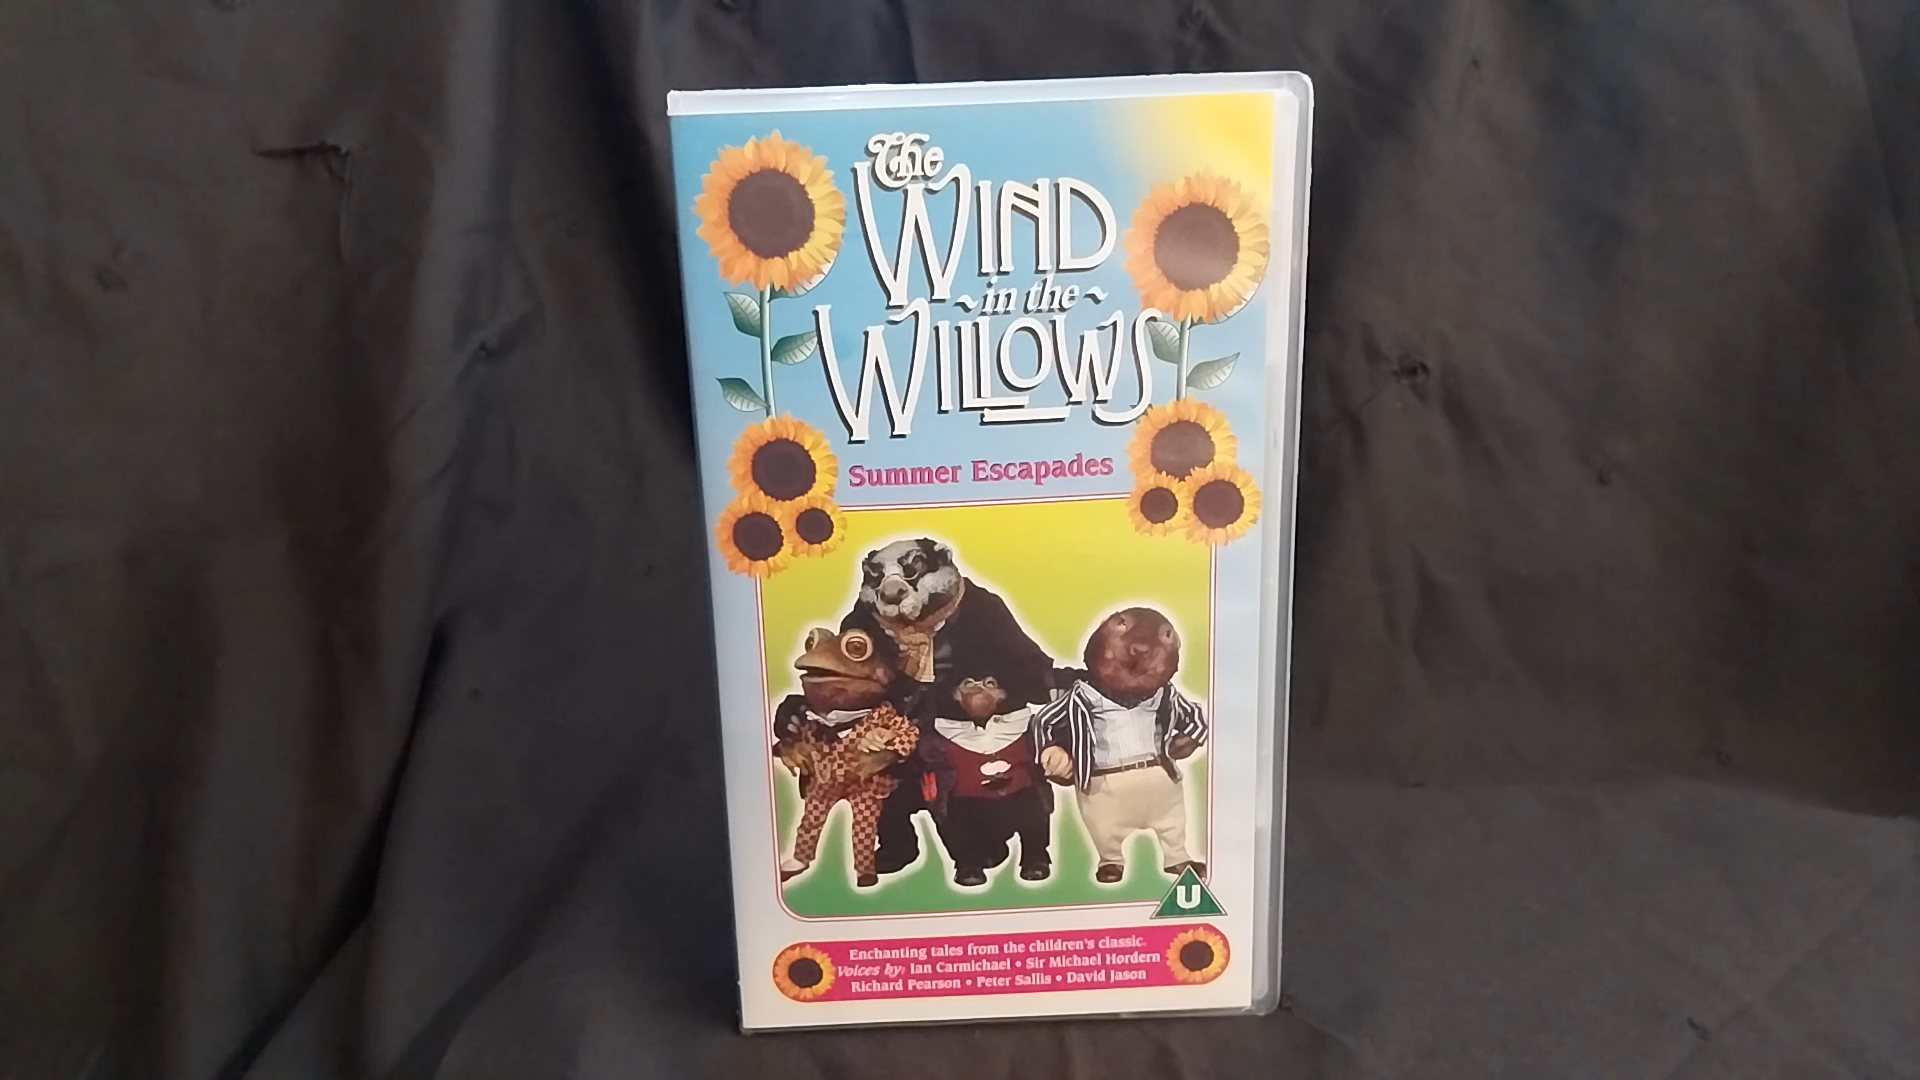 The
WIND
~in the~
WILLOWS
Summer Escapades
U
Enchanting tales from the children's classic.
Voices by: Ian Carmichael • Sir Michael Hordern
Richard Pearson • Peter Sallis • David Jason